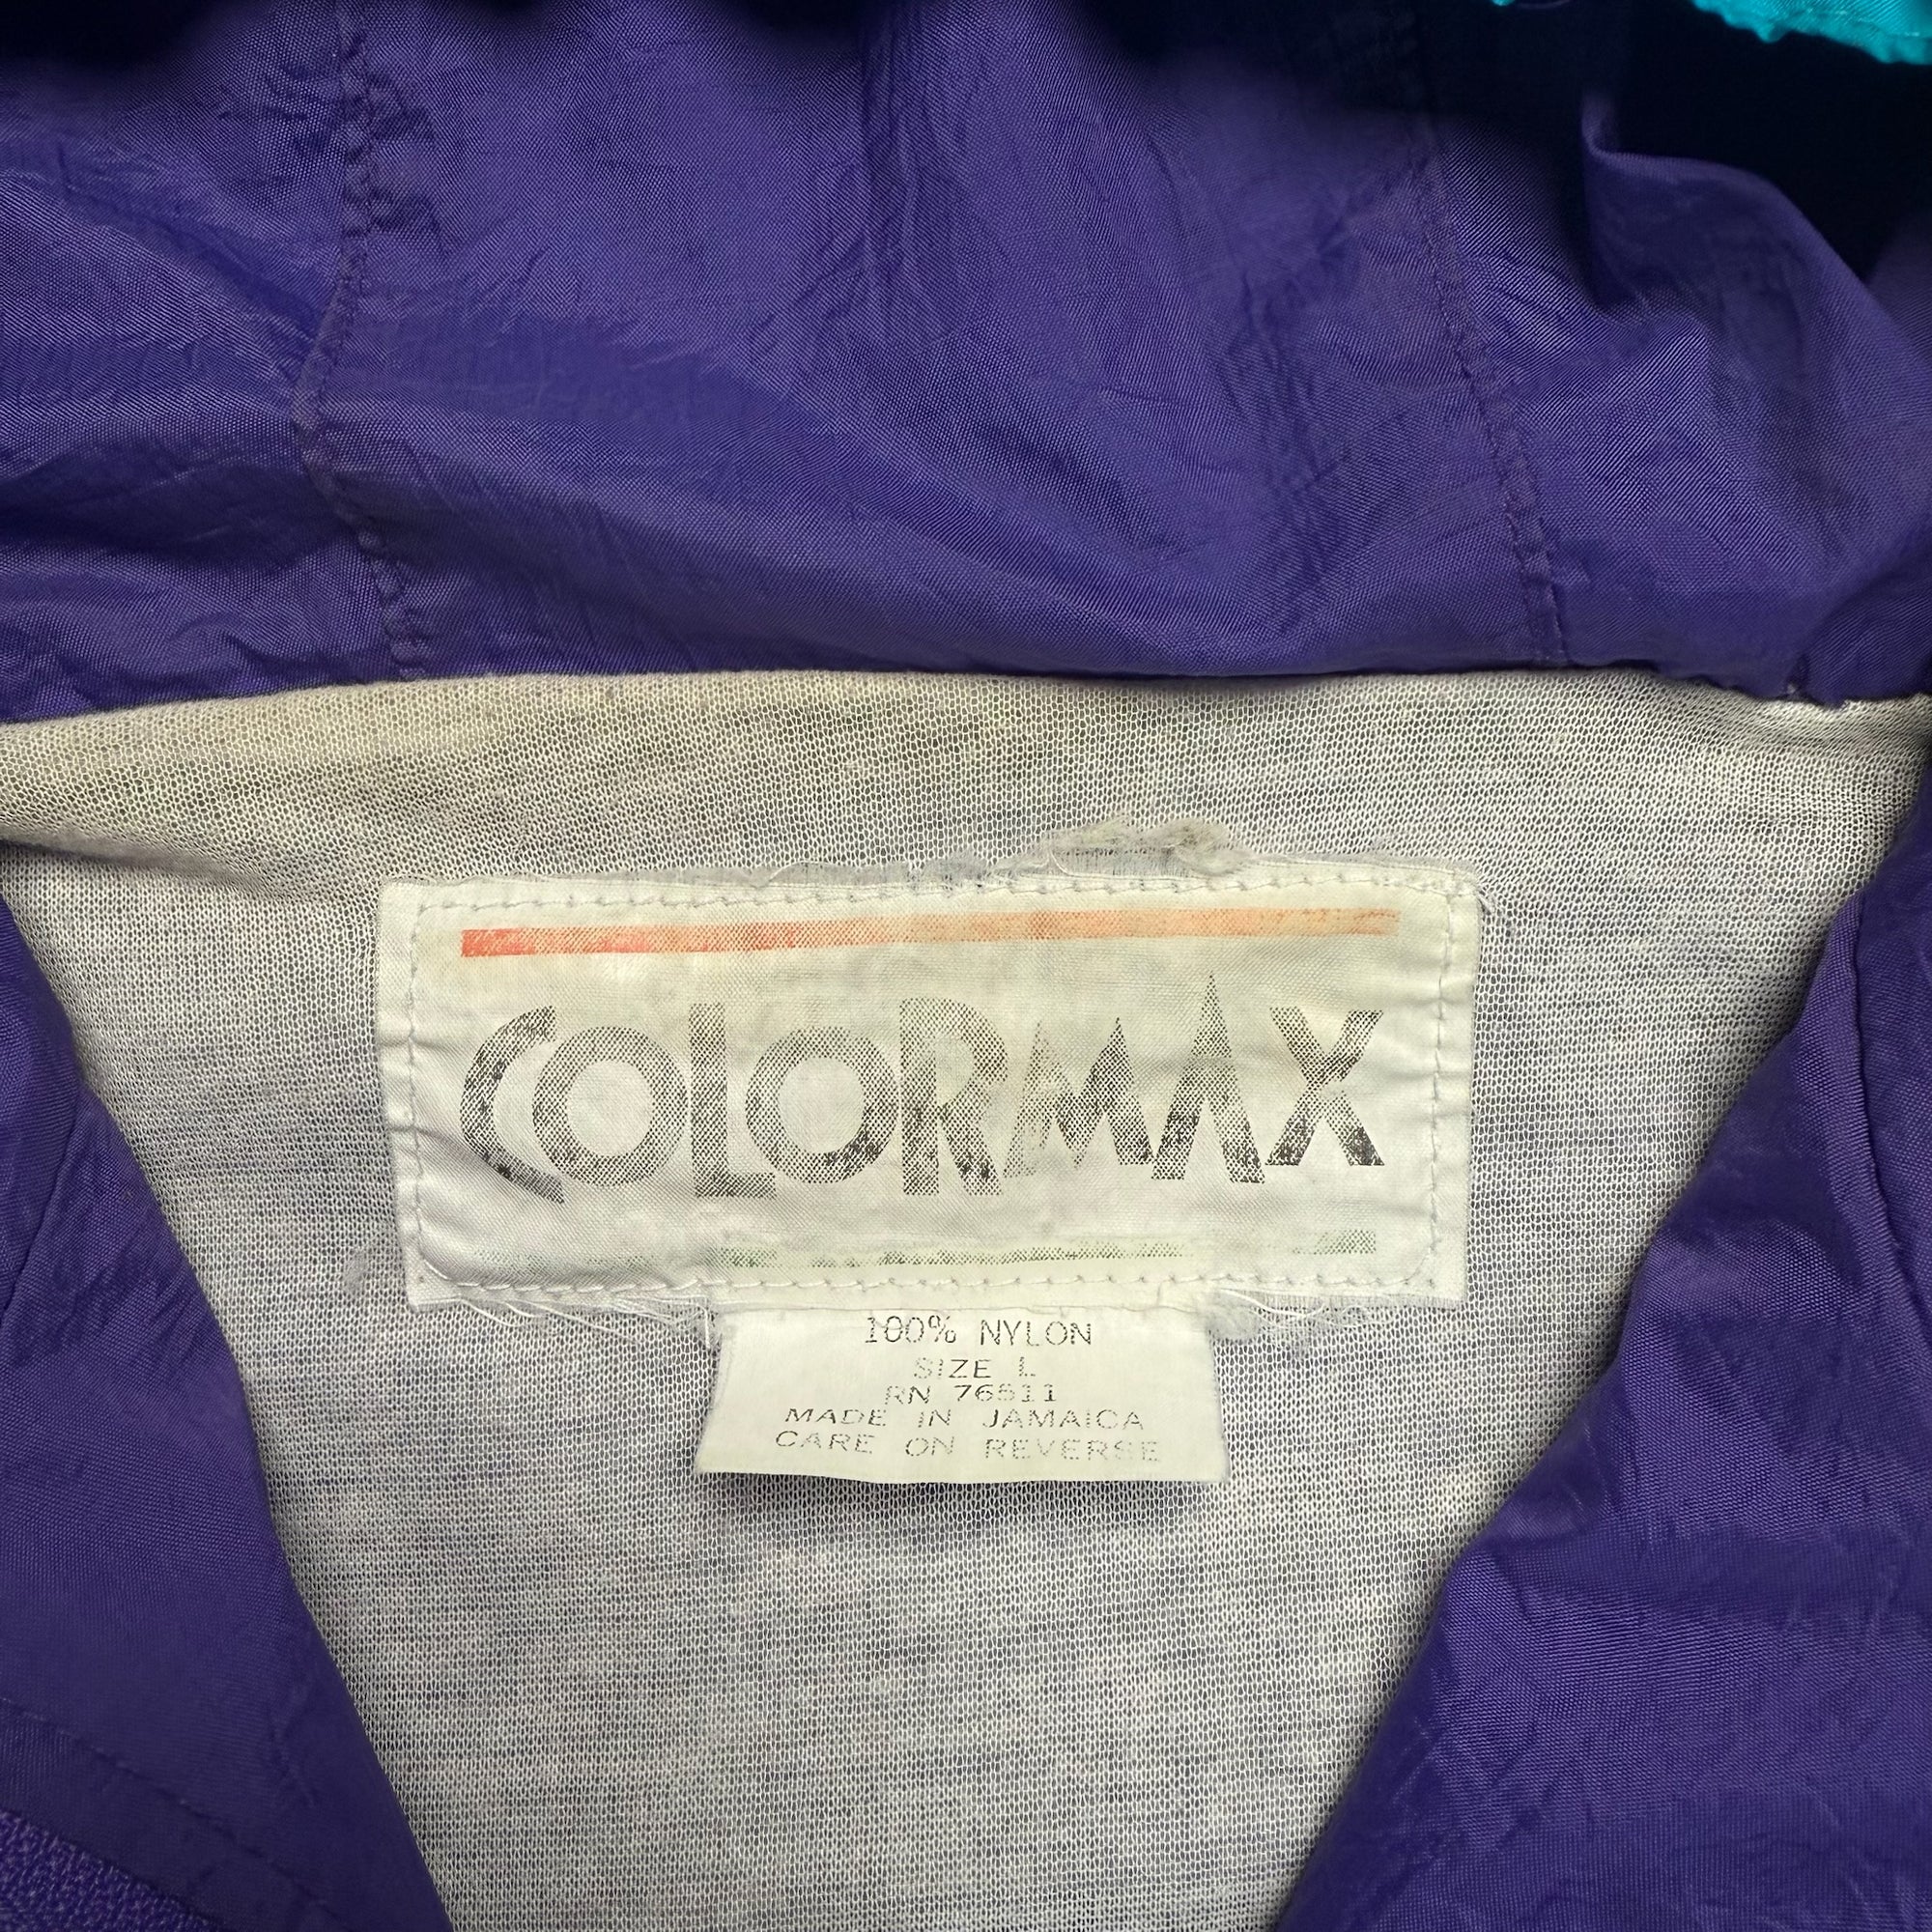 COLORMAX
100% NYLON
SIZE L
RN 76511
MADE IN JAMAICA
CARE ON REVERSE